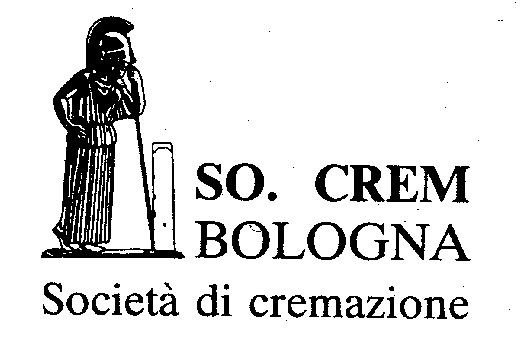 SO. CREM
BOLOGNA
Società di cremazione